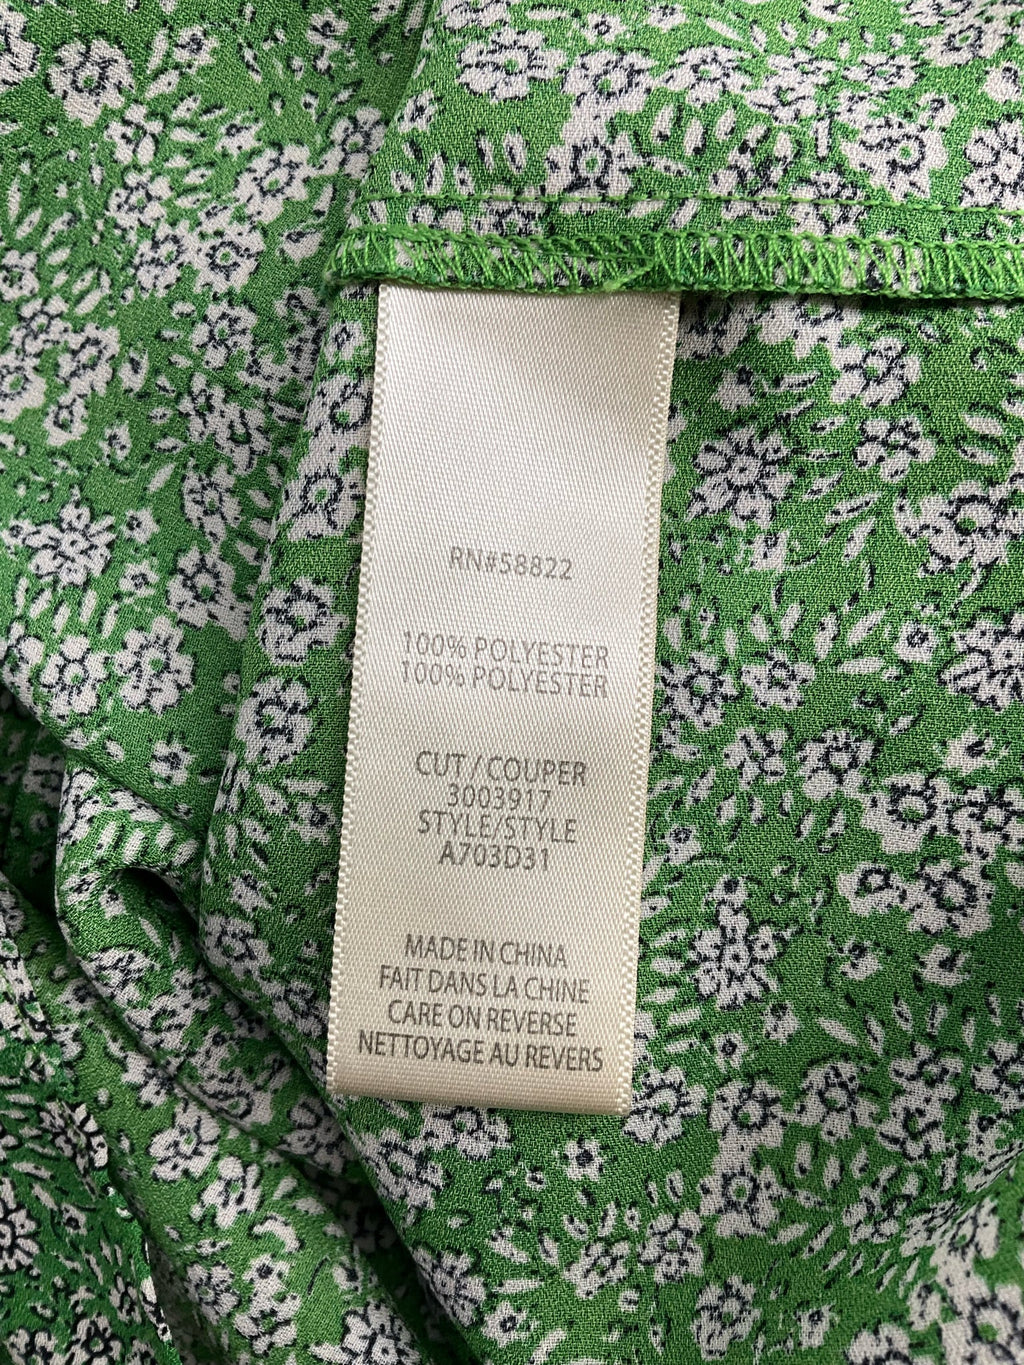 RN#58822
100% POLYESTER
100% POLYESTER
CUT / COUPER
3003917
STYLE/STYLE
A703D31
MADE IN CHINA
FAIT DANS LA CHINE
CARE ON REVERSE
NETTOYAGE AU REVERS